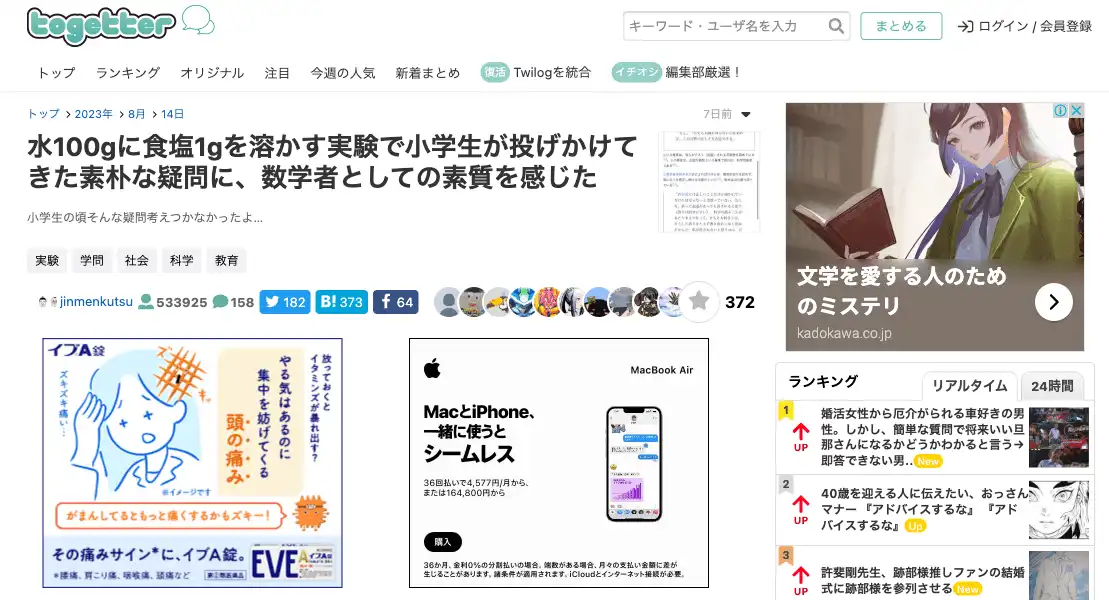 togetter
キーワード・ユーザ名を入力
まとめる
ログイン / 会員登録
トップ ランキング オリジナル 注目 今週の人気 新着まとめ 復活 Twilogを統合 イチオシ 編集部厳選！
トップ > 2023年 > 8月 > 14日
7日前
水100gに食塩1gを溶かす実験で小学生が投げかけて
きた素朴な疑問に、数学者としての素質を感じた
小学生の頃そんな疑問考えつかなかったよ…
実験 学問 社会 科学 教育
jinmenkutsu 533925 158 182 B! 373 64 372
イブA錠
放っておくと
イタミンズが暴れ出す？
やる気はあるのに
集中を妨げてくる
頭の痛み
ズキズキ痛い…
※イメージです
がまんしてるともっと痛くするかもズキー！
その痛みサイン*に、イブA錠。
*腰痛、肩こり痛、咽喉痛、頭痛など
EVE
MacBook Air
MacとiPhone、
一緒に使うと
シームレス
36回払いで4,577円/月から、
または164,800円から
購入
36か月、金利0%の分割払いの場合。端数がある場合、月々の支払い金額に差が
生じることがあります。諸条件が適用されます。iCloudとインターネット接続が必要。
文学を愛する人のため
のミステリ
kadokawa.co.jp
ランキング
リアルタイム
24時間
1
UP
婚活女性から厄介がられる車好きの男
性。しかし、簡単な質問で将来いい旦
那さんになるかどうかわかると言う→
即答できない男.. New
2
UP
40歳を迎える人に伝えたい、おっさん
マナー 『アドバイスするな』 『アド
バイスするな』 Up
3
UP
許斐剛先生、跡部様推しファンの結婚
式に跡部様を参列させる New